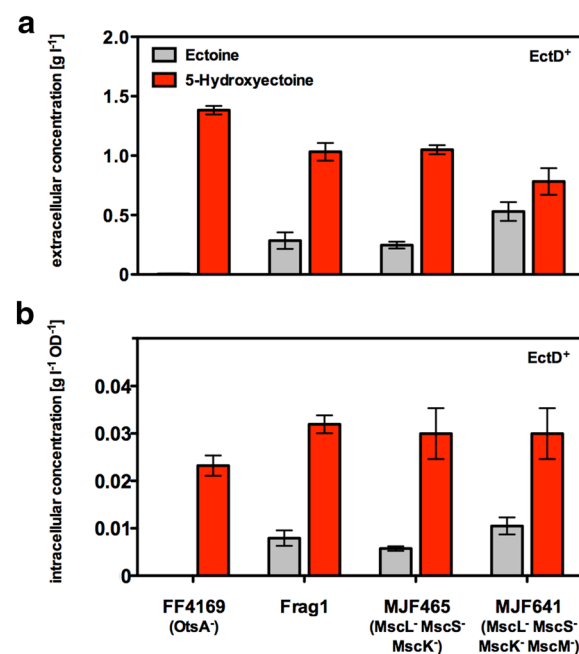 a
extracellular concentration [g l-1]
2.0
1.5
1.0
0.5
0
Ectoine
5-Hydroxyectoine
EctD+
b
intracellular concentration [g l-1 OD-1]
0.04
0.03
0.02
0.01
0
EctD+
FF4169 Frag1 MJF465 MJF641
(OtsA-) (MscL- MscS- (MscL- MscS-
MscK-) MscK- MscM-)